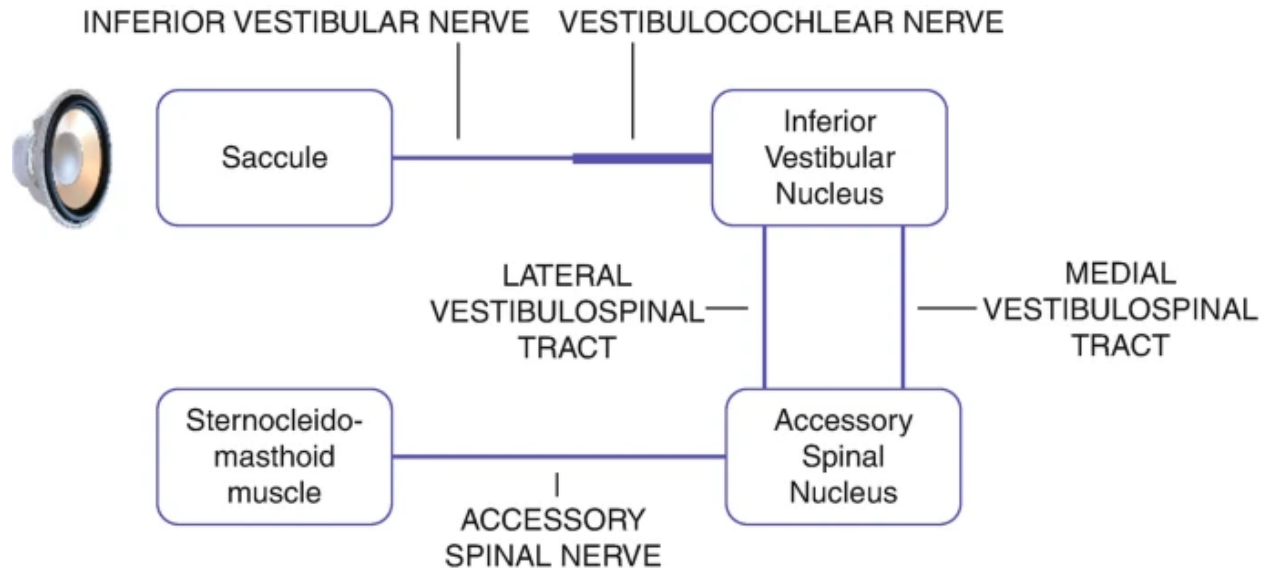 INFERIOR VESTIBULAR NERVE
VESTIBULOCOCHLEAR NERVE
Saccule
Inferior
Vestibular
Nucleus
LATERAL
VESTIBULOSPINAL
TRACT
MEDIAL
VESTIBULOSPINAL
TRACT
Sternocleido-
masthoid
muscle
Accessory
Spinal
Nucleus
ACCESSORY
SPINAL NERVE